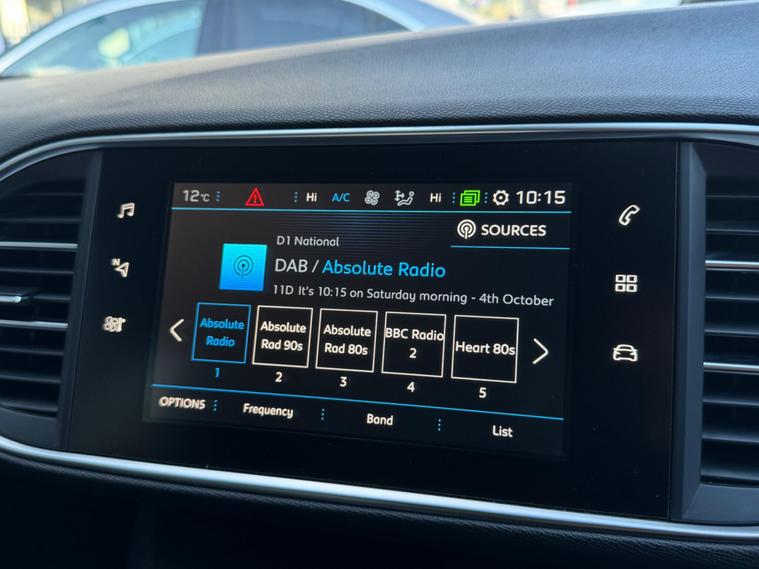 12°C Hi A/C Hi 10:15
SOURCES
D1 National
DAB / Absolute Radio
11D It's 10:15 on Saturday morning - 4th October
N
Absolute Radio
Absolute Rad 90s
Absolute Rad 80s
BBC Radio 2
Heart 80s
1 2 3 4 5
OPTIONS Frequency Band List